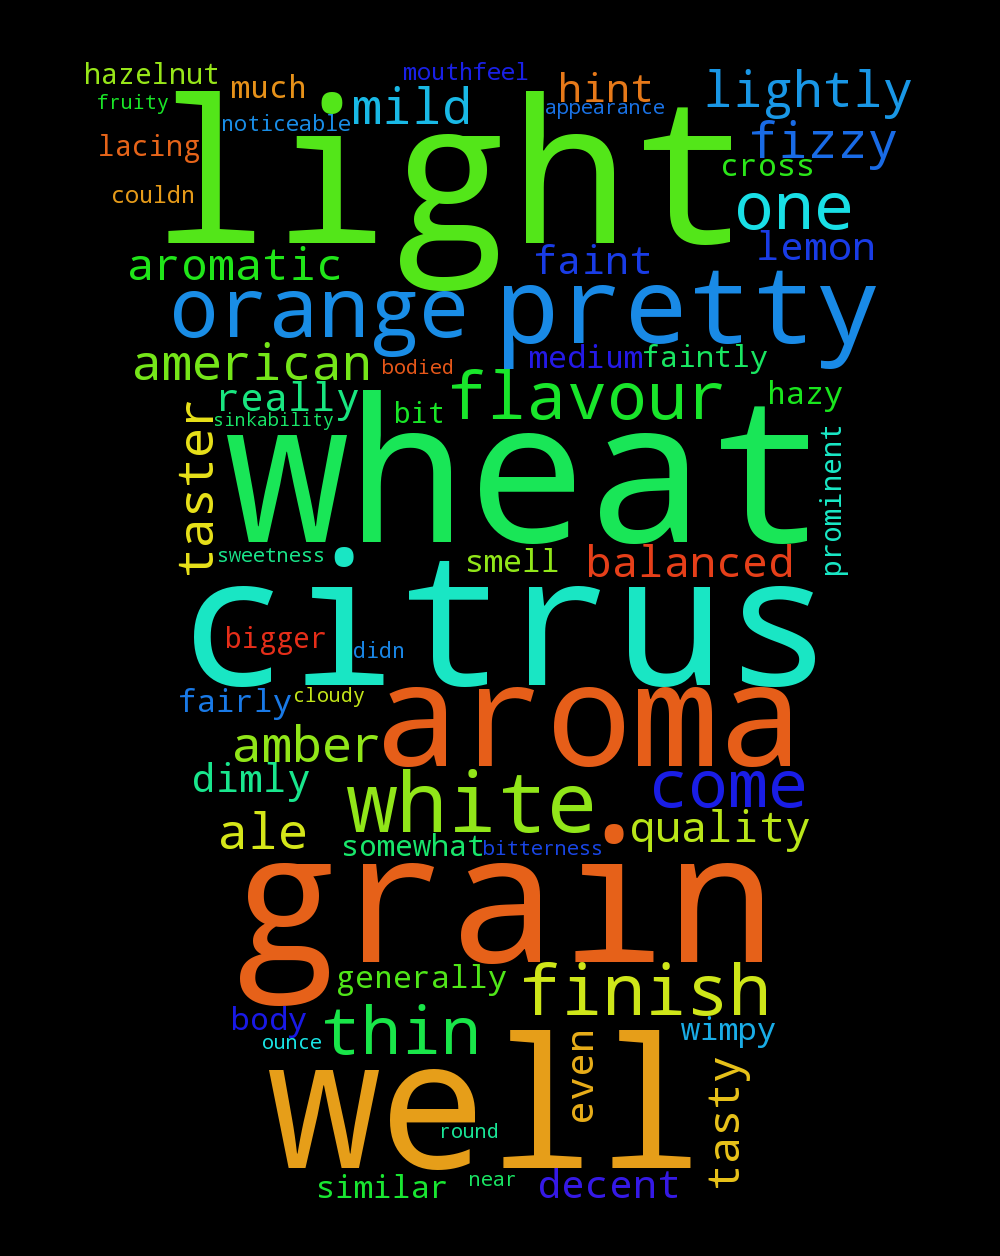 hazelnut
mouthfeel
much
hint
lightly
fruity
mild
appearance
noticeable
fizzy
lacing
light
cross
couldn
one
aromatic
faint
lemon
orange
pretty
american
bodied
medium
faintly
really
flavour
hazy
sinkability
bit
taster
wheat
prominent
sweetness
smell
balanced
citrus
bigger
didn
fairly
cloudy
aroma
amber
dimly
white
come
ale
somewhat
bitterness
quality
grain
generally
finish
body
ounce
thin
wimpy
well
even
tasty
round
similar
near
decent